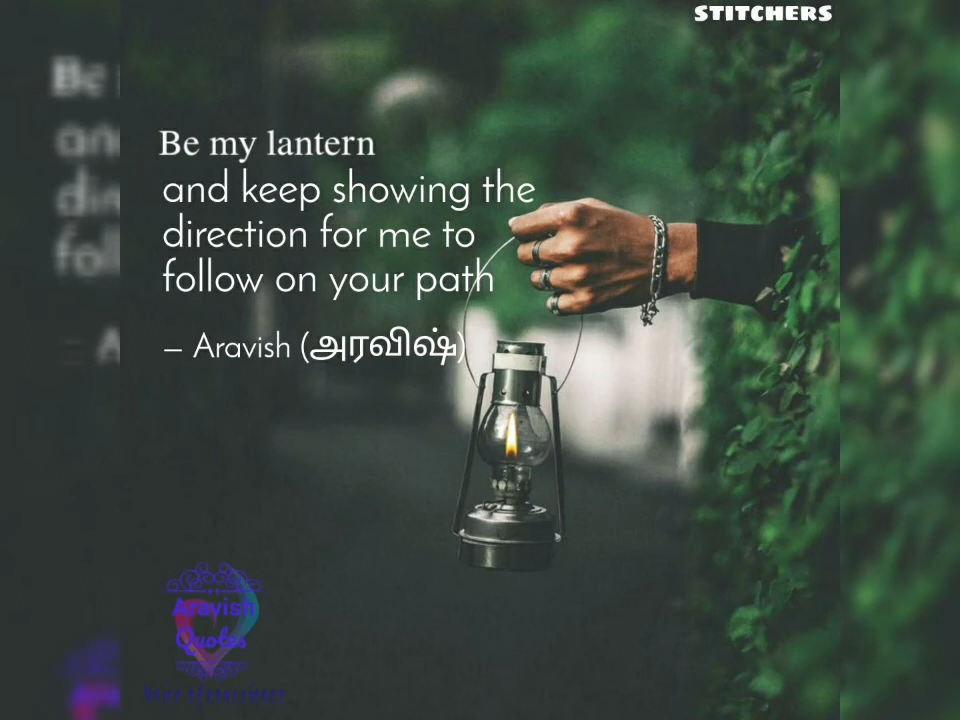 STITCHERS
Be my lantern
and keep showing the
direction for me to
follow on your path
– Aravish (அரவிஷ்)
Aravish
Quotes